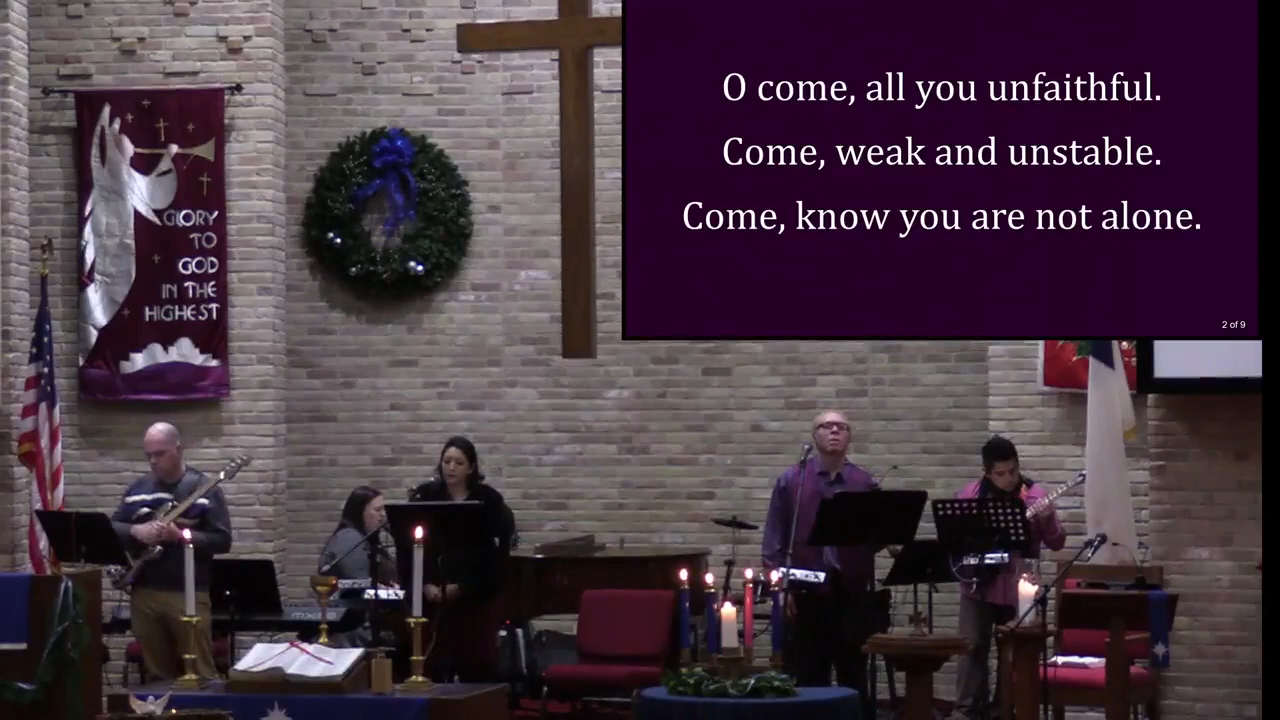 O come, all you unfaithful.
Come, weak and unstable.
Come, know you are not alone.
2 of 9
GLORY
TO
GOD
IN THE
HIGHEST